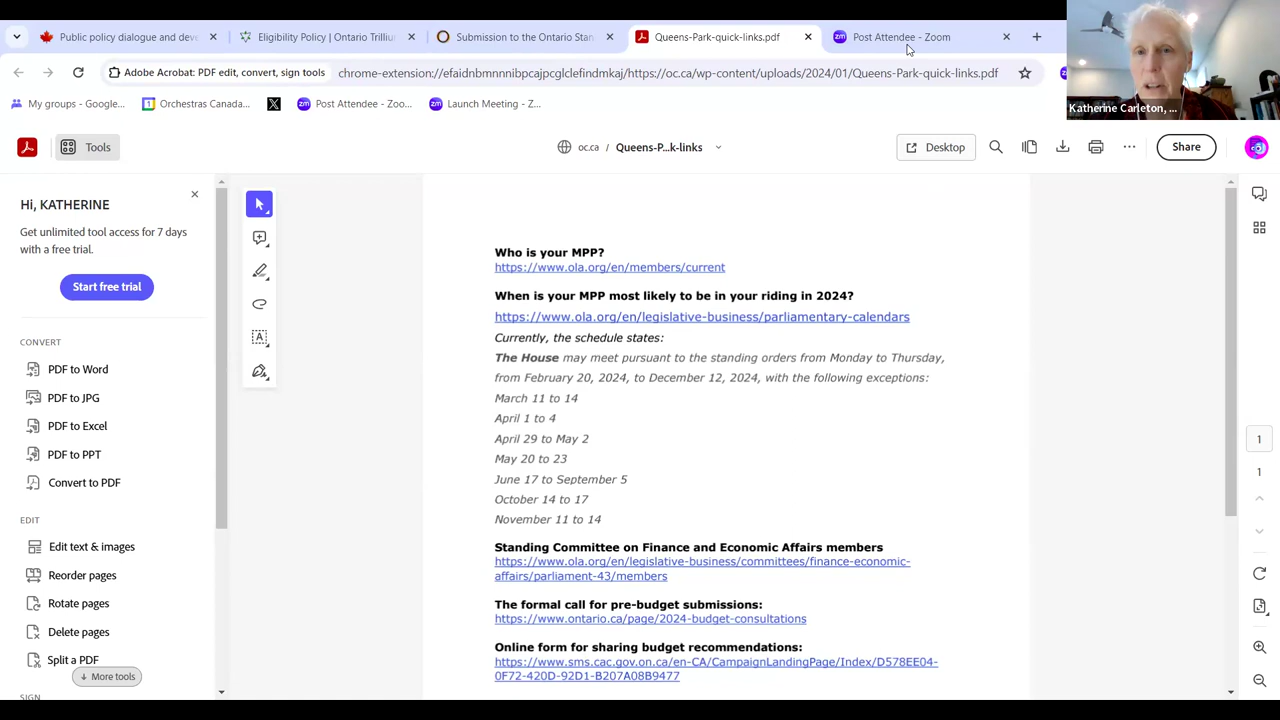 Public policy dialogue and dev
Eligibility Policy | Ontario Trilliu
Submission to the Ontario Stan
Queens-Park-quick-links.pdf
Post Attendee - Zoom
Adobe Acrobat: PDF edit, convert, sign tools
chrome-extension://efaidnbmnnnibpcajpcglclefindmkaj/https://oc.ca/wp-content/uploads/2024/01/Queens-Park-quick-links.pdf
Katherine Carleton, ...
My groups - Google...
Orchestras Canada...
Post Attendee - Zoo...
Launch Meeting - Z...
Tools
oc.ca / Queens-P...k-links
Desktop
Share
Hi, KATHERINE
Get unlimited tool access for 7 days
with a free trial.
Start free trial
CONVERT
PDF to Word
PDF to JPG
PDF to Excel
PDF to PPT
Convert to PDF
EDIT
Edit text & images
Reorder pages
Rotate pages
Delete pages
Split a PDF
More tools
SIGN
Who is your MPP?
https://www.ola.org/en/members/current
When is your MPP most likely to be in your riding in 2024?
https://www.ola.org/en/legislative-business/parliamentary-calendars
Currently, the schedule states:
The House may meet pursuant to the standing orders from Monday to Thursday,
from February 20, 2024, to December 12, 2024, with the following exceptions:
March 11 to 14
April 1 to 4
April 29 to May 2
May 20 to 23
June 17 to September 5
October 14 to 17
November 11 to 14
Standing Committee on Finance and Economic Affairs members
https://www.ola.org/en/legislative-business/committees/finance-economic-
affairs/parliament-43/members
The formal call for pre-budget submissions:
https://www.ontario.ca/page/2024-budget-consultations
Online form for sharing budget recommendations:
https://www.sms.cac.gov.on.ca/en-CA/CampaignLandingPage/Index/D578EE04-
0F72-420D-92D1-B207A08B9477
1
1